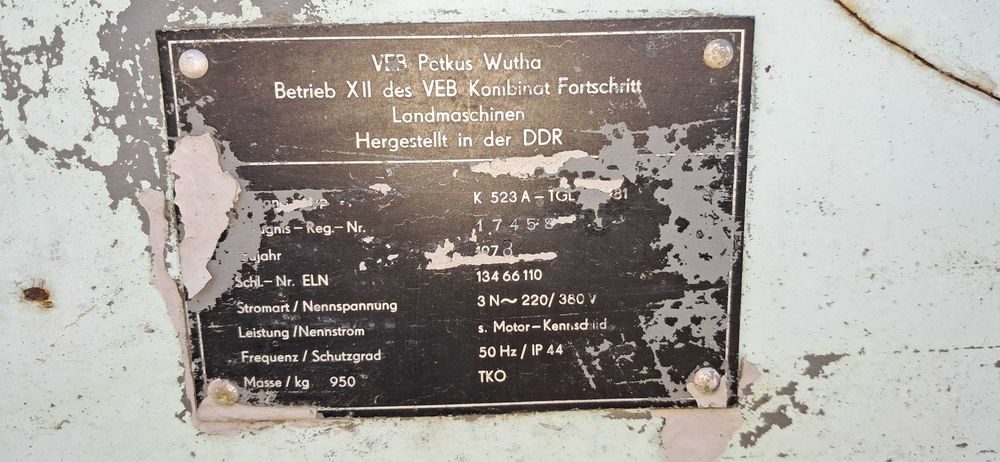 VEB Petkus Wutha
Betrieb XII des VEB Kombinat Fortschritt
Landmaschinen
Hergestellt in der DDR
K 523 A – TGL
– Reg. – Nr. 17458
1978
Schl. – Nr. ELN 134 66 110
Stromart / Nennspannung 3 N ~ 220/ 380 V
Leistung / Nennstrom s. Motor – Kennschild
Frequenz / Schutzgrad 50 Hz / IP 44
Masse / kg 950 TKO